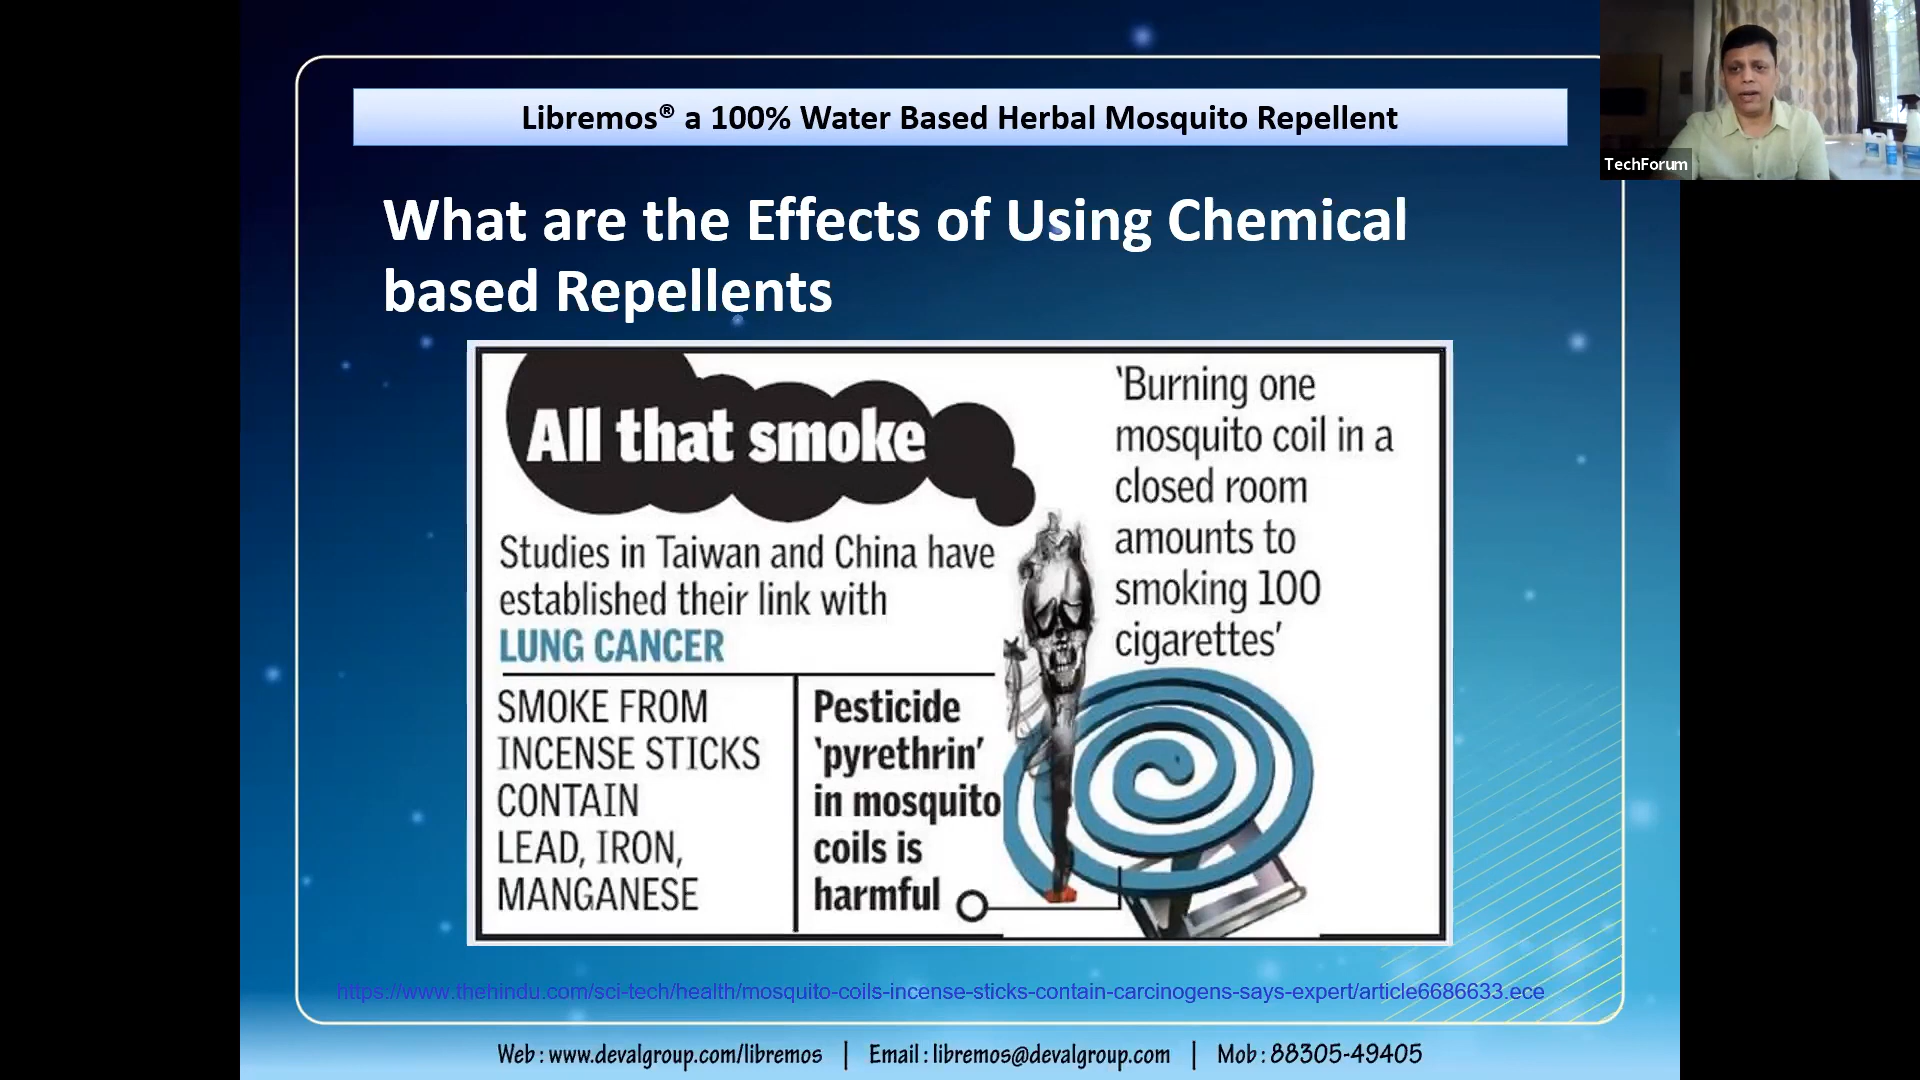 Libremos® a 100% Water Based Herbal Mosquito Repellent
TechForum
What are the Effects of Using Chemical
based Repellents
All that smoke
Studies in Taiwan and China have
established their link with
LUNG CANCER
SMOKE FROM
INCENSE STICKS
CONTAIN
LEAD, IRON,
MANGANESE
Pesticide
‘pyrethrin’
in mosquito
coils is
harmful
‘Burning one
mosquito coil in a
closed room
amounts to
smoking 100
cigarettes’
https://www.thehindu.com/sci-tech/health/mosquito-coils-incense-sticks-contain-carcinogens-says-expert/article6686633.ece
Web : www.devalgroup.com/libremos | Email : libremos@devalgroup.com | Mob : 88305-49405